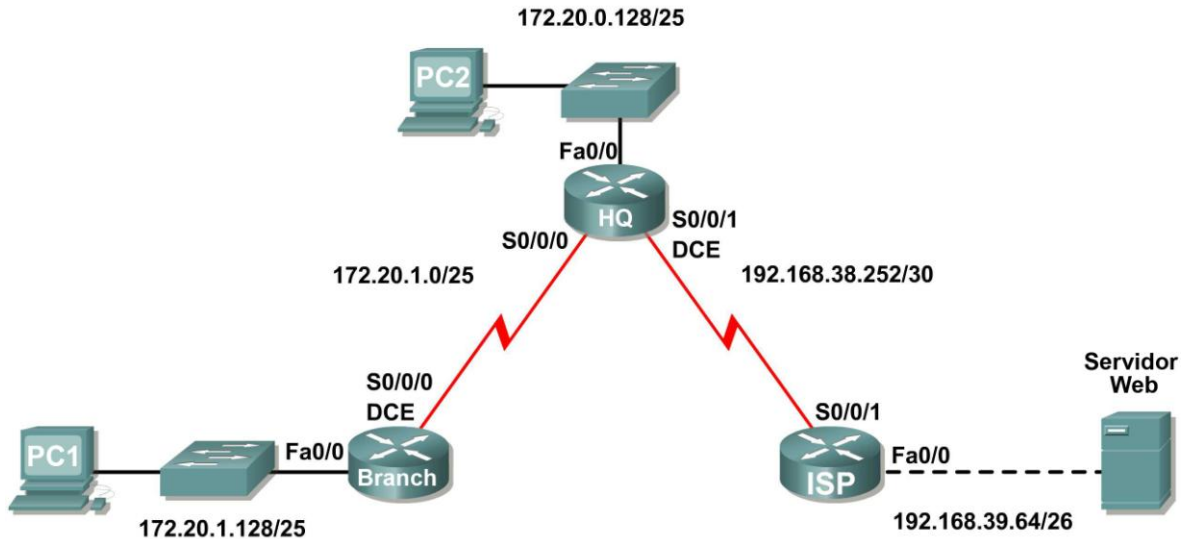 172.20.0.128/25
PC2
Fa0/0
HQ
S0/0/0
S0/0/1
DCE
172.20.1.0/25
192.168.38.252/30
S0/0/0
DCE
Servidor
Web
S0/0/1
PC1
Fa0/0
Branch
ISP
Fa0/0
172.20.1.128/25
192.168.39.64/26